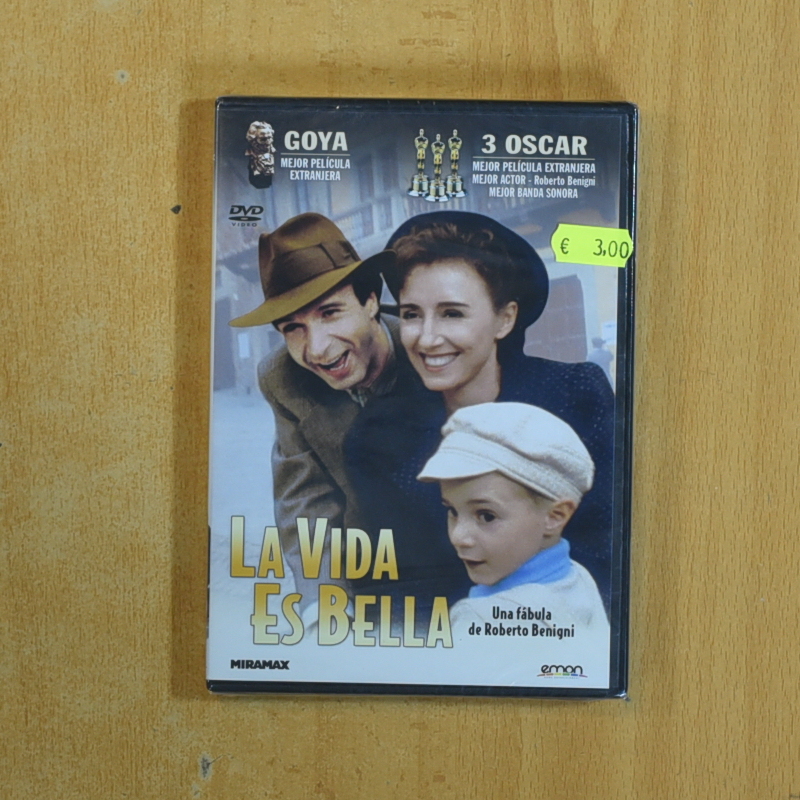 GOYA
MEJOR PELÍCULA
EXTRANJERA
3 OSCAR
MEJOR PELÍCULA EXTRANJERA
MEJOR ACTOR - Roberto Benigni
MEJOR BANDA SONORA
DVD
VIDEO
€ 3,00
LA VIDA
ES BELLA
Una fábula
de Roberto Benigni
MIRAMAX
emon